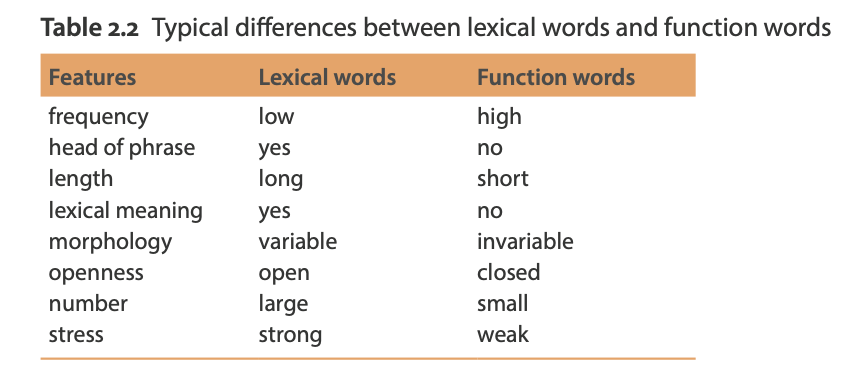 Table 2.2 Typical differences between lexical words and function words
Features Lexical words Function words
frequency low high
head of phrase yes no
length long short
lexical meaning yes no
morphology variable invariable
openness open closed
number large small
stress strong weak